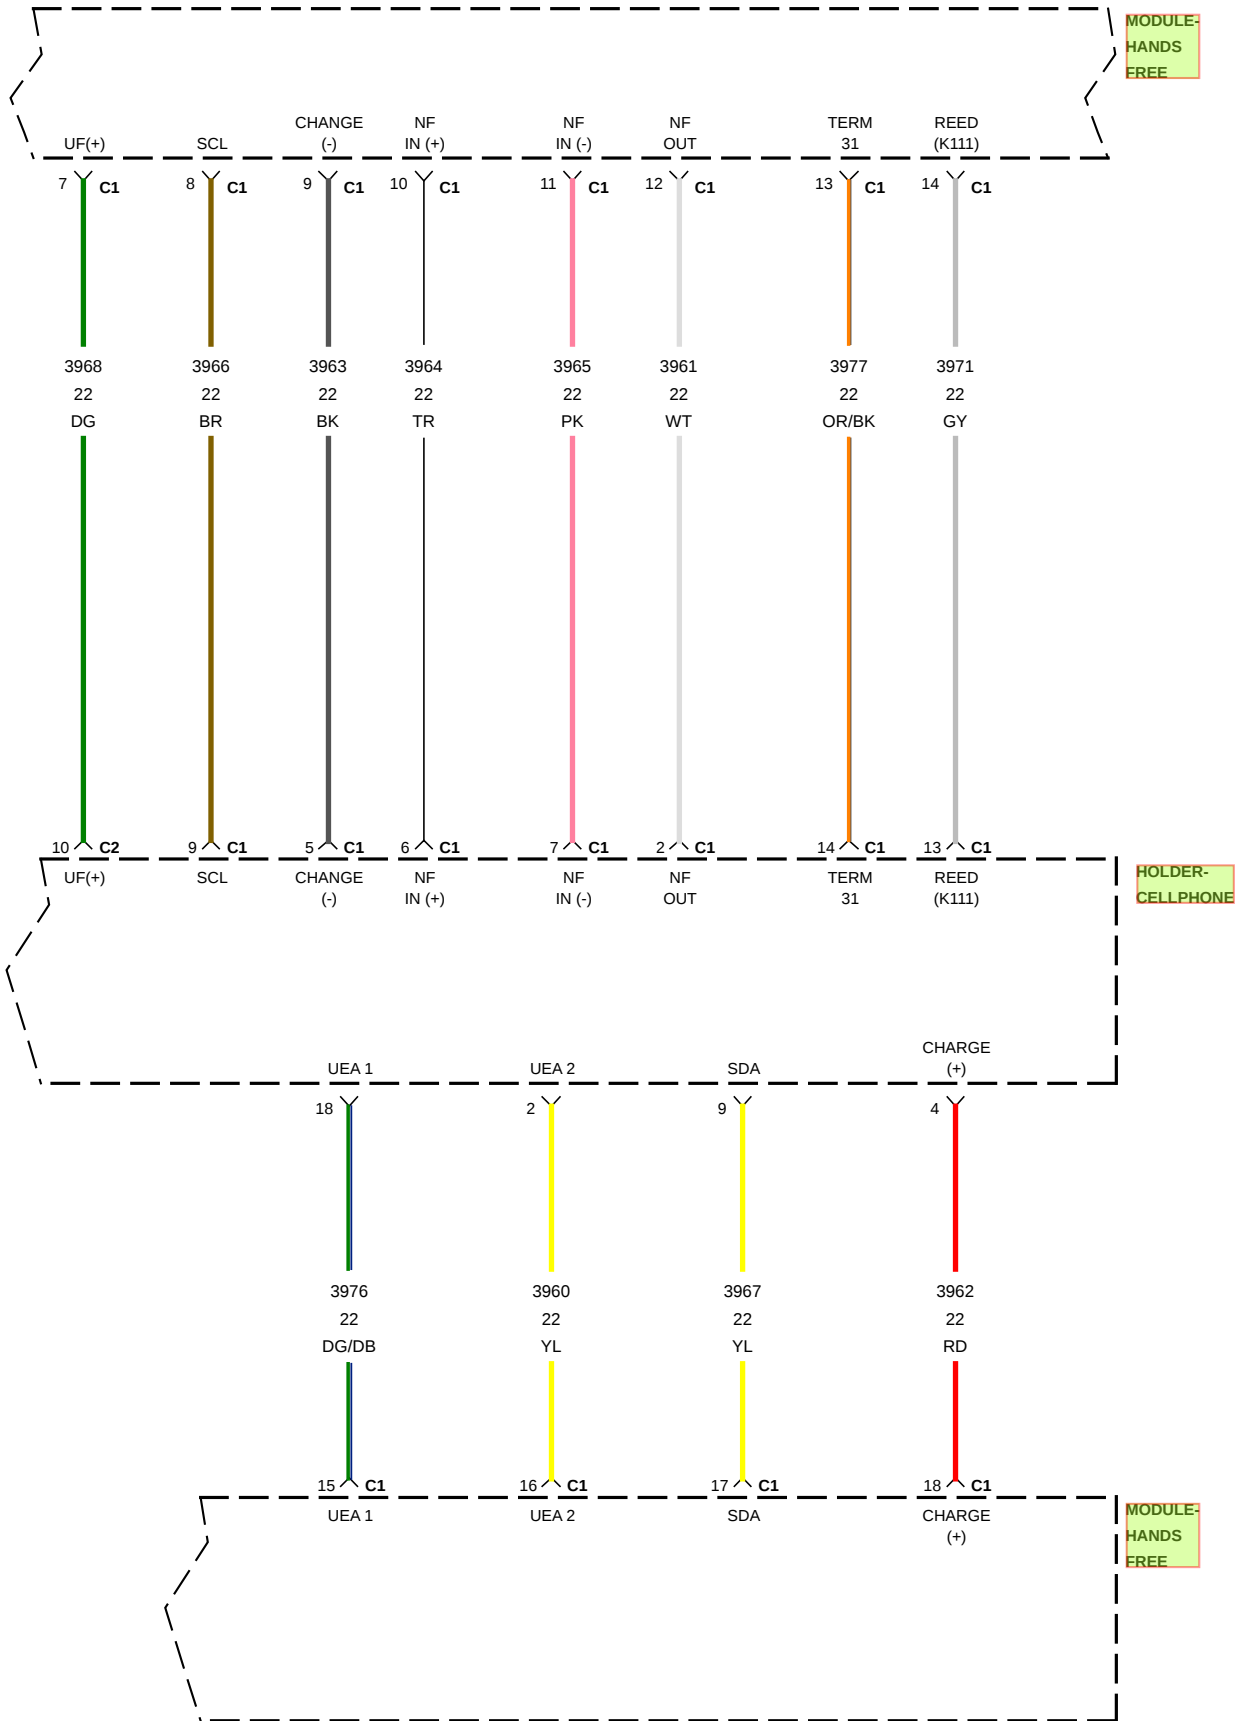 MODULE-
HANDS
FREE
CHANGE NF NF NF TERM REED
UF(+) SCL (-) IN (+) IN (-) OUT 31 (K111)
7 C1 8 C1 9 C1 10 C1 11 C1 12 C1 13 C1 14 C1
3968 3966 3963 3964 3965 3961 3977 3971
22 22 22 22 22 22 22 22
DG BR BK TR PK WT OR/BK GY
10 C2 9 C1 5 C1 6 C1 7 C1 2 C1 14 C1 13 C1
UF(+) SCL CHANGE NF NF NF TERM REED
(-) IN (+) IN (-) OUT 31 (K111)
HOLDER-
CELLPHONE
CHARGE
UEA 1 UEA 2 SDA (+)
18 2 9 4
3976 3960 3967 3962
22 22 22 22
DG/DB YL YL RD
15 C1 16 C1 17 C1 18 C1
UEA 1 UEA 2 SDA CHARGE
(+)
MODULE-
HANDS
FREE